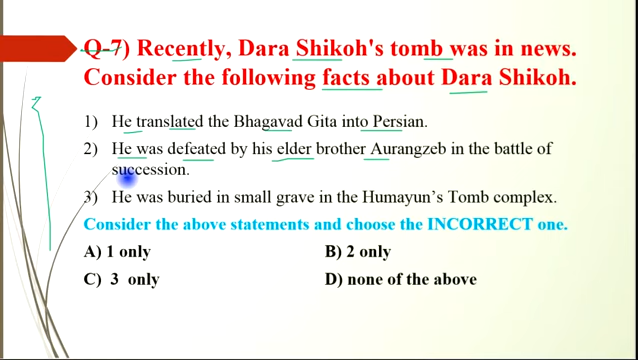 Q-7) Recently, Dara Shikoh's tomb was in news.
Consider the following facts about Dara Shikoh.
1) He translated the Bhagavad Gita into Persian.
2) He was defeated by his elder brother Aurangzeb in the battle of
succession.
3) He was buried in small grave in the Humayun's Tomb complex.
Consider the above statements and choose the INCORRECT one.
A) 1 only B) 2 only
C) 3 only D) none of the above